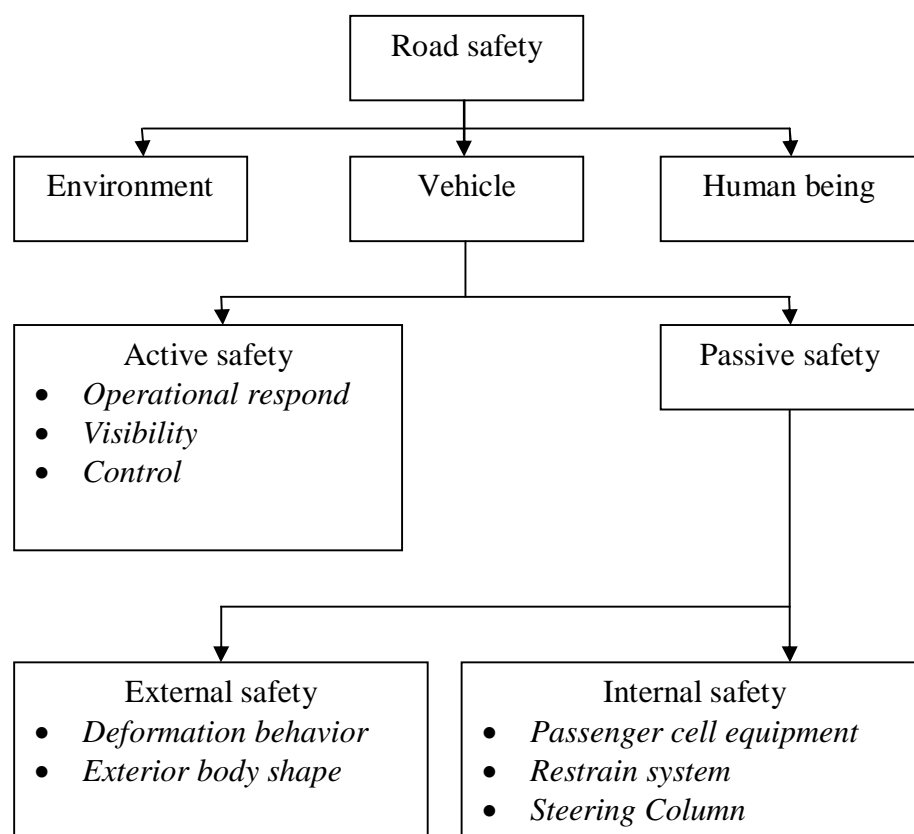 Road safety
Environment
Vehicle
Human being
Active safety
• Operational respond
• Visibility
• Control
Passive safety
External safety
• Deformation behavior
• Exterior body shape
Internal safety
• Passenger cell equipment
• Restrain system
• Steering Column